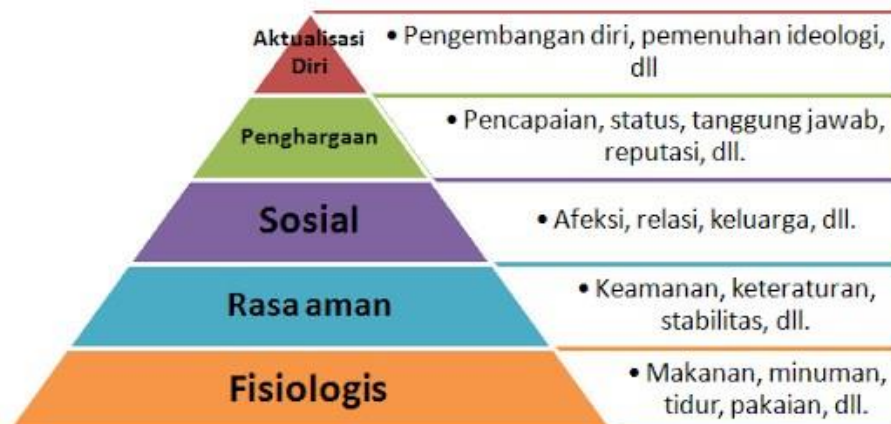 Aktualisasi
Diri
• Pengembangan diri, pemenuhan ideologi,
dll
Penghargaan
• Pencapaian, status, tanggung jawab,
reputasi, dll.
Sosial
• Afeksi, relasi, keluarga, dll.
Rasa aman
• Keamanan, keteraturan,
stabilitas, dll.
Fisiologis
• Makanan, minuman,
tidur, pakaian, dll.